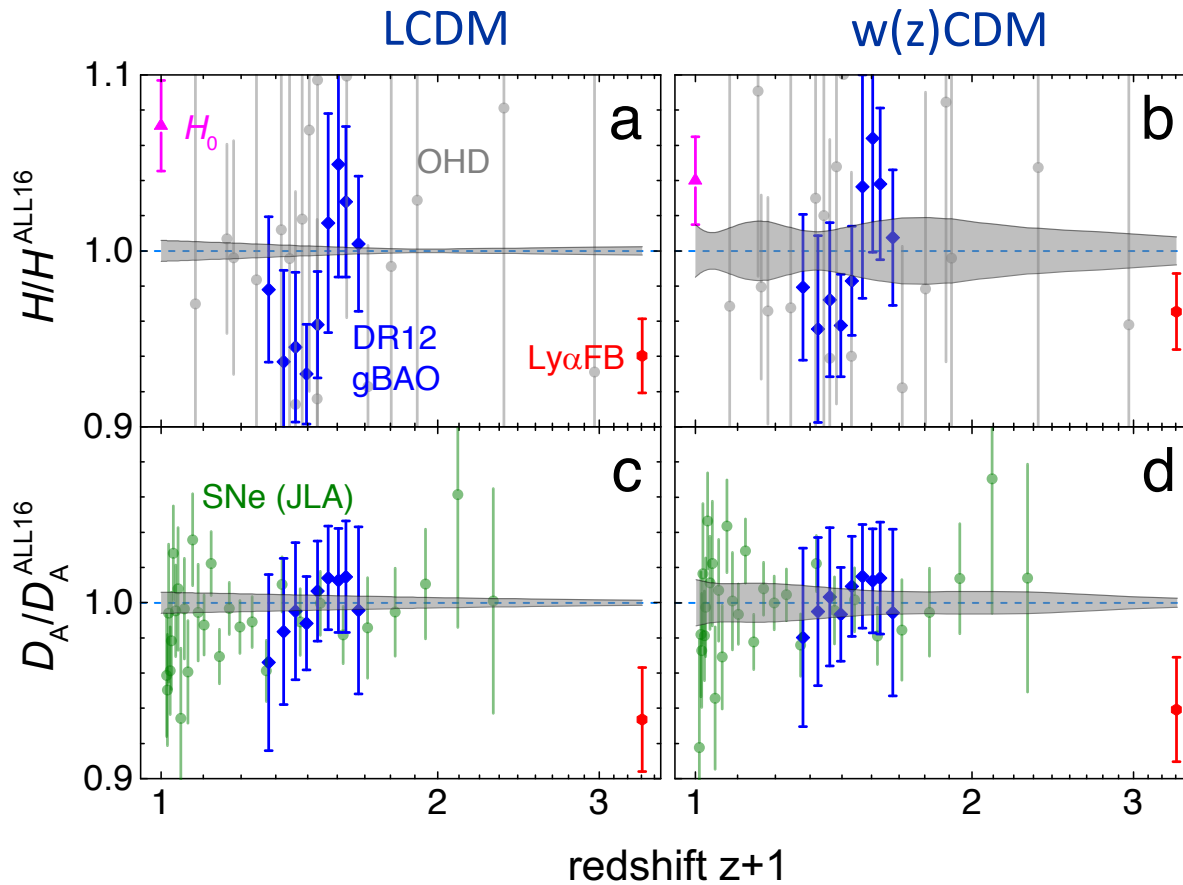 LCDM w(z)CDM
H/H^ALL16
1.1
1.0
0.9
H₀
OHD
DR12
gBAO
LyαFB
a
b
D_A/D_A^ALL16
1.0
0.9
SNe (JLA)
c
d
1 2 3 1 2 3
redshift z+1